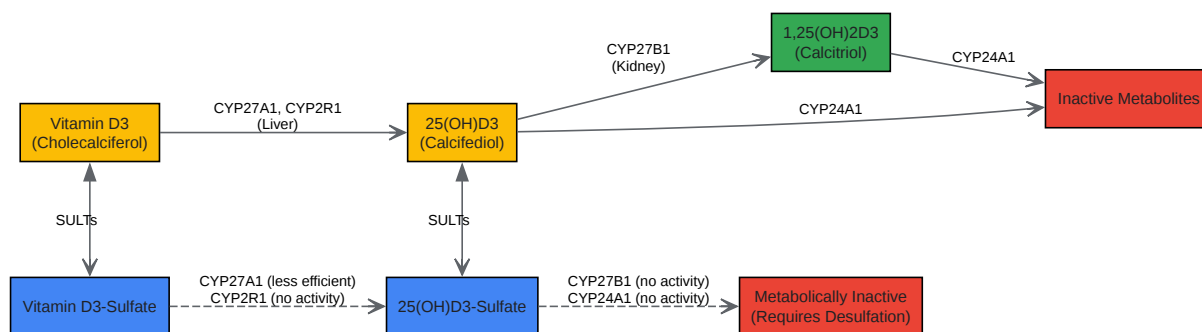 1,25(OH)2D3
(Calcitriol)
CYP27B1
(Kidney)
CYP24A1
Inactive Metabolites
Vitamin D3
(Cholecalciferol)
CYP27A1, CYP2R1
(Liver)
25(OH)D3
(Calcifediol)
CYP24A1
SULTs
SULTs
Vitamin D3-Sulfate
CYP27A1 (less efficient)
CYP2R1 (no activity)
25(OH)D3-Sulfate
CYP27B1 (no activity)
CYP24A1 (no activity)
Metabolically Inactive
(Requires Desulfation)